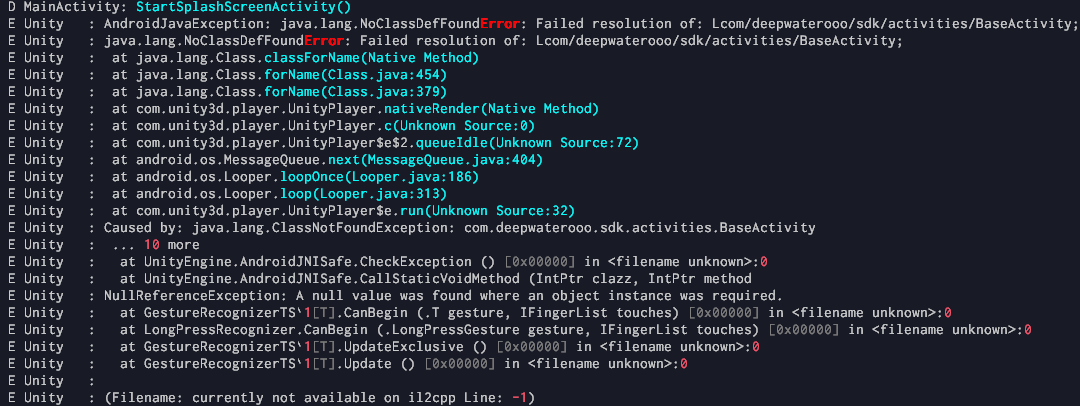 D MainActivity: StartSplashScreenActivity()
E Unity   : AndroidJavaException: java.lang.NoClassDefFoundError: Failed resolution of: Lcom/deepwaterooo/sdk/activities/BaseActivity;
E Unity   : java.lang.NoClassDefFoundError: Failed resolution of: Lcom/deepwaterooo/sdk/activities/BaseActivity;
E Unity   :  at java.lang.Class.classForName(Native Method)
E Unity   :  at java.lang.Class.forName(Class.java:454)
E Unity   :  at java.lang.Class.forName(Class.java:379)
E Unity   :  at com.unity3d.player.UnityPlayer.nativeRender(Native Method)
E Unity   :  at com.unity3d.player.UnityPlayer.c(Unknown Source:0)
E Unity   :  at com.unity3d.player.UnityPlayer$e$2.queueIdle(Unknown Source:72)
E Unity   :  at android.os.MessageQueue.next(MessageQueue.java:404)
E Unity   :  at android.os.Looper.loopOnce(Looper.java:186)
E Unity   :  at android.os.Looper.loop(Looper.java:313)
E Unity   :  at com.unity3d.player.UnityPlayer$e.run(Unknown Source:32)
E Unity   : Caused by: java.lang.ClassNotFoundException: com.deepwaterooo.sdk.activities.BaseActivity
E Unity   :  ... 10 more
E Unity   :   at UnityEngine.AndroidJNISafe.CheckException () [0x00000] in <filename unknown>:0
E Unity   :   at UnityEngine.AndroidJNISafe.CallStaticVoidMethod (IntPtr clazz, IntPtr method
E Unity   : NullReferenceException: A null value was found where an object instance was required.
E Unity   :   at GestureRecognizerTS`1[T].CanBegin (.T gesture, IFingerList touches) [0x00000] in <filename unknown>:0
E Unity   :   at LongPressRecognizer.CanBegin (.LongPressGesture gesture, IFingerList touches) [0x00000] in <filename unknown>:0
E Unity   :   at GestureRecognizerTS`1[T].UpdateExclusive () [0x00000] in <filename unknown>:0
E Unity   :   at GestureRecognizerTS`1[T].Update () [0x00000] in <filename unknown>:0
E Unity   :
E Unity   : (Filename: currently not available on il2cpp Line: -1)